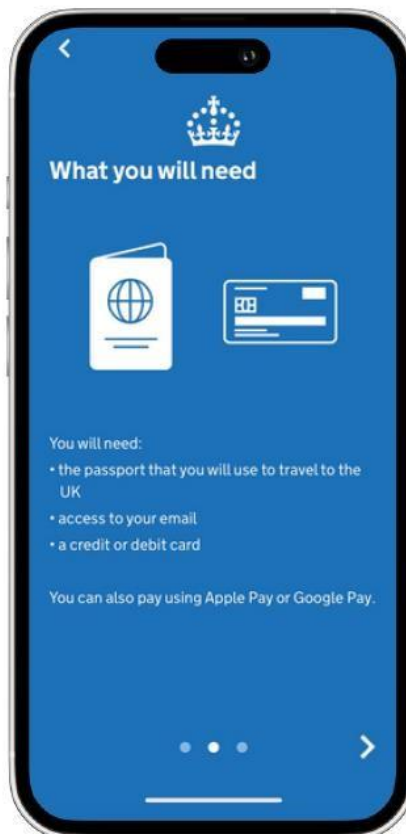 What you will need
You will need:
• the passport that you will use to travel to the
UK
• access to your email
• a credit or debit card
You can also pay using Apple Pay or Google Pay.